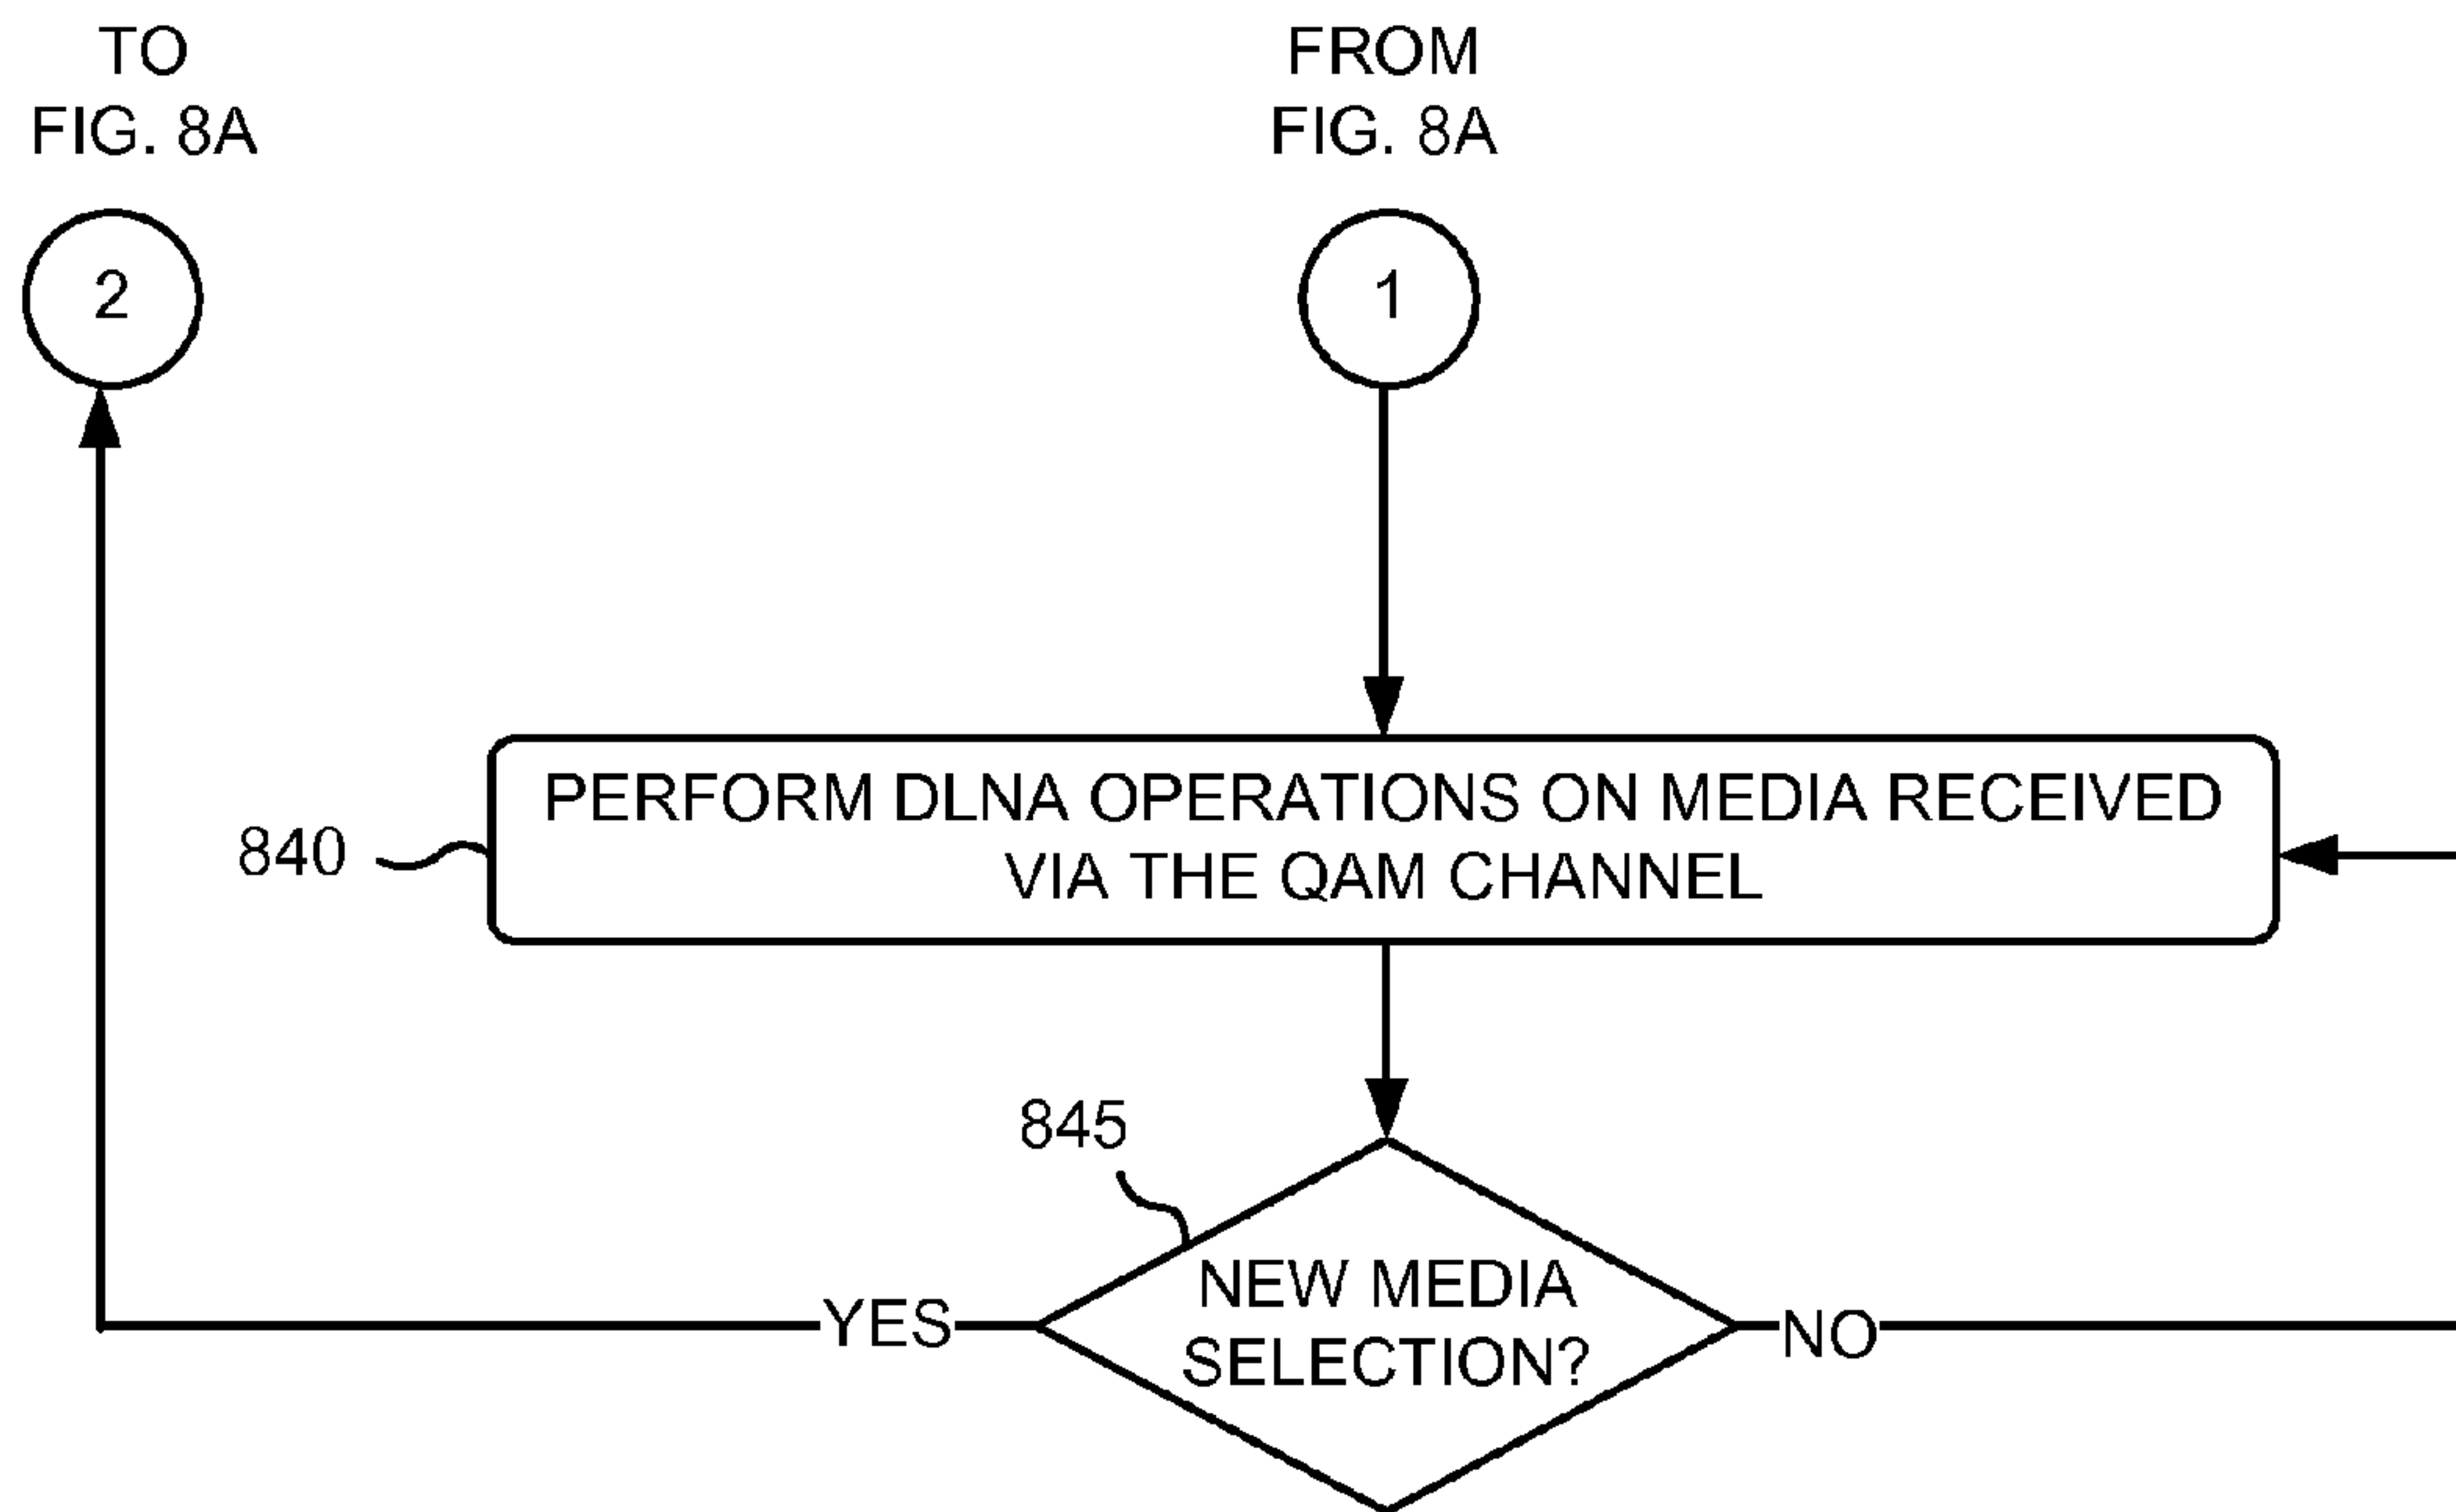 TO
FIG. 8A
FROM
FIG. 8A
2
1
PERFORM DLNA OPERATIONS ON MEDIA RECEIVED
VIA THE QAM CHANNEL
840
845
NEW MEDIA
SELECTION?
YES
NO